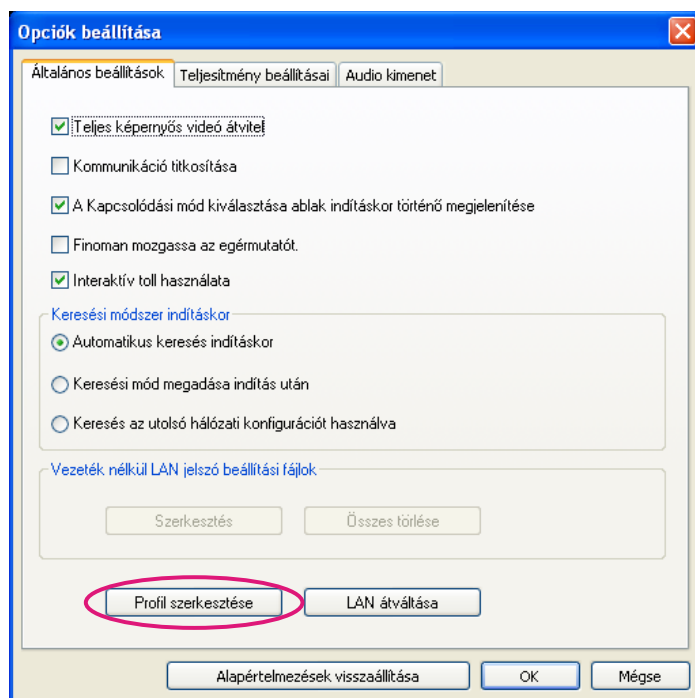 Opciók beállítása
Általános beállítások Teljesítmény beállításai Audio kimenet
Teljes képernyős videó átvitel
Kommunikáció titkosítása
A Kapcsolódási mód kiválasztása ablak indításkor történő megjelenítése
Finoman mozgassa az egérmutatót.
Interaktív toll használata
Keresési módszer indításkor
Automatikus keresés indításkor
Keresési mód megadása indítás után
Keresés az utolsó hálózati konfigurációt használva
Vezeték nélkül LAN jelszó beállítási fájlok
Szerkesztés Összes törlése
Profil szerkesztése LAN átváltása
Alapértelmezések visszaállítása OK Mégse